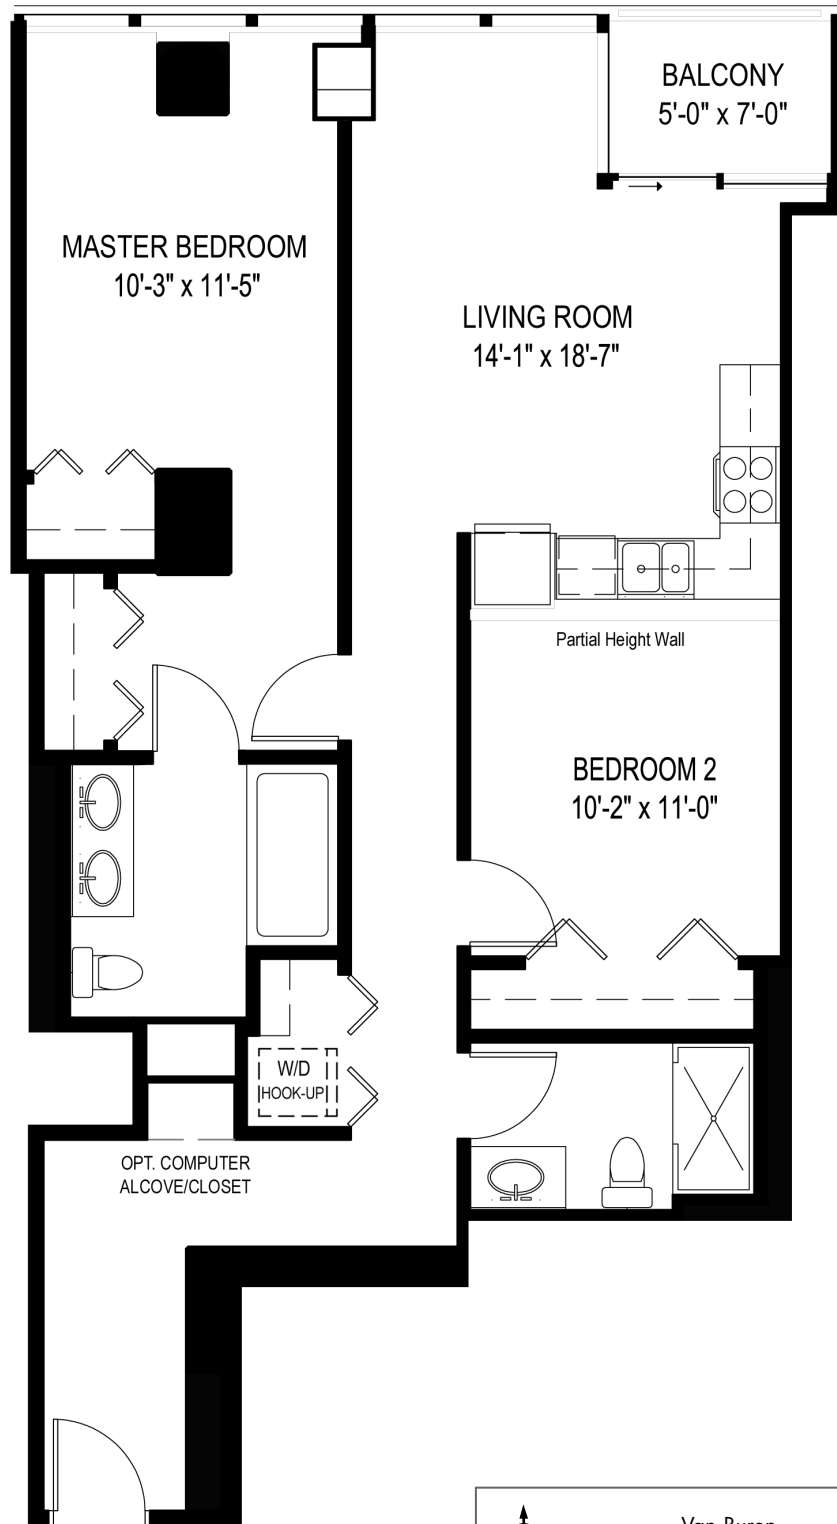 BALCONY
5'-0" x 7'-0"
MASTER BEDROOM
10'-3" x 11'-5"
LIVING ROOM
14'-1" x 18'-7"
Partial Height Wall
BEDROOM 2
10'-2" x 11'-0"
W/D
HOOK-UP
OPT. COMPUTER
ALCOVE/CLOSET
Van Buren